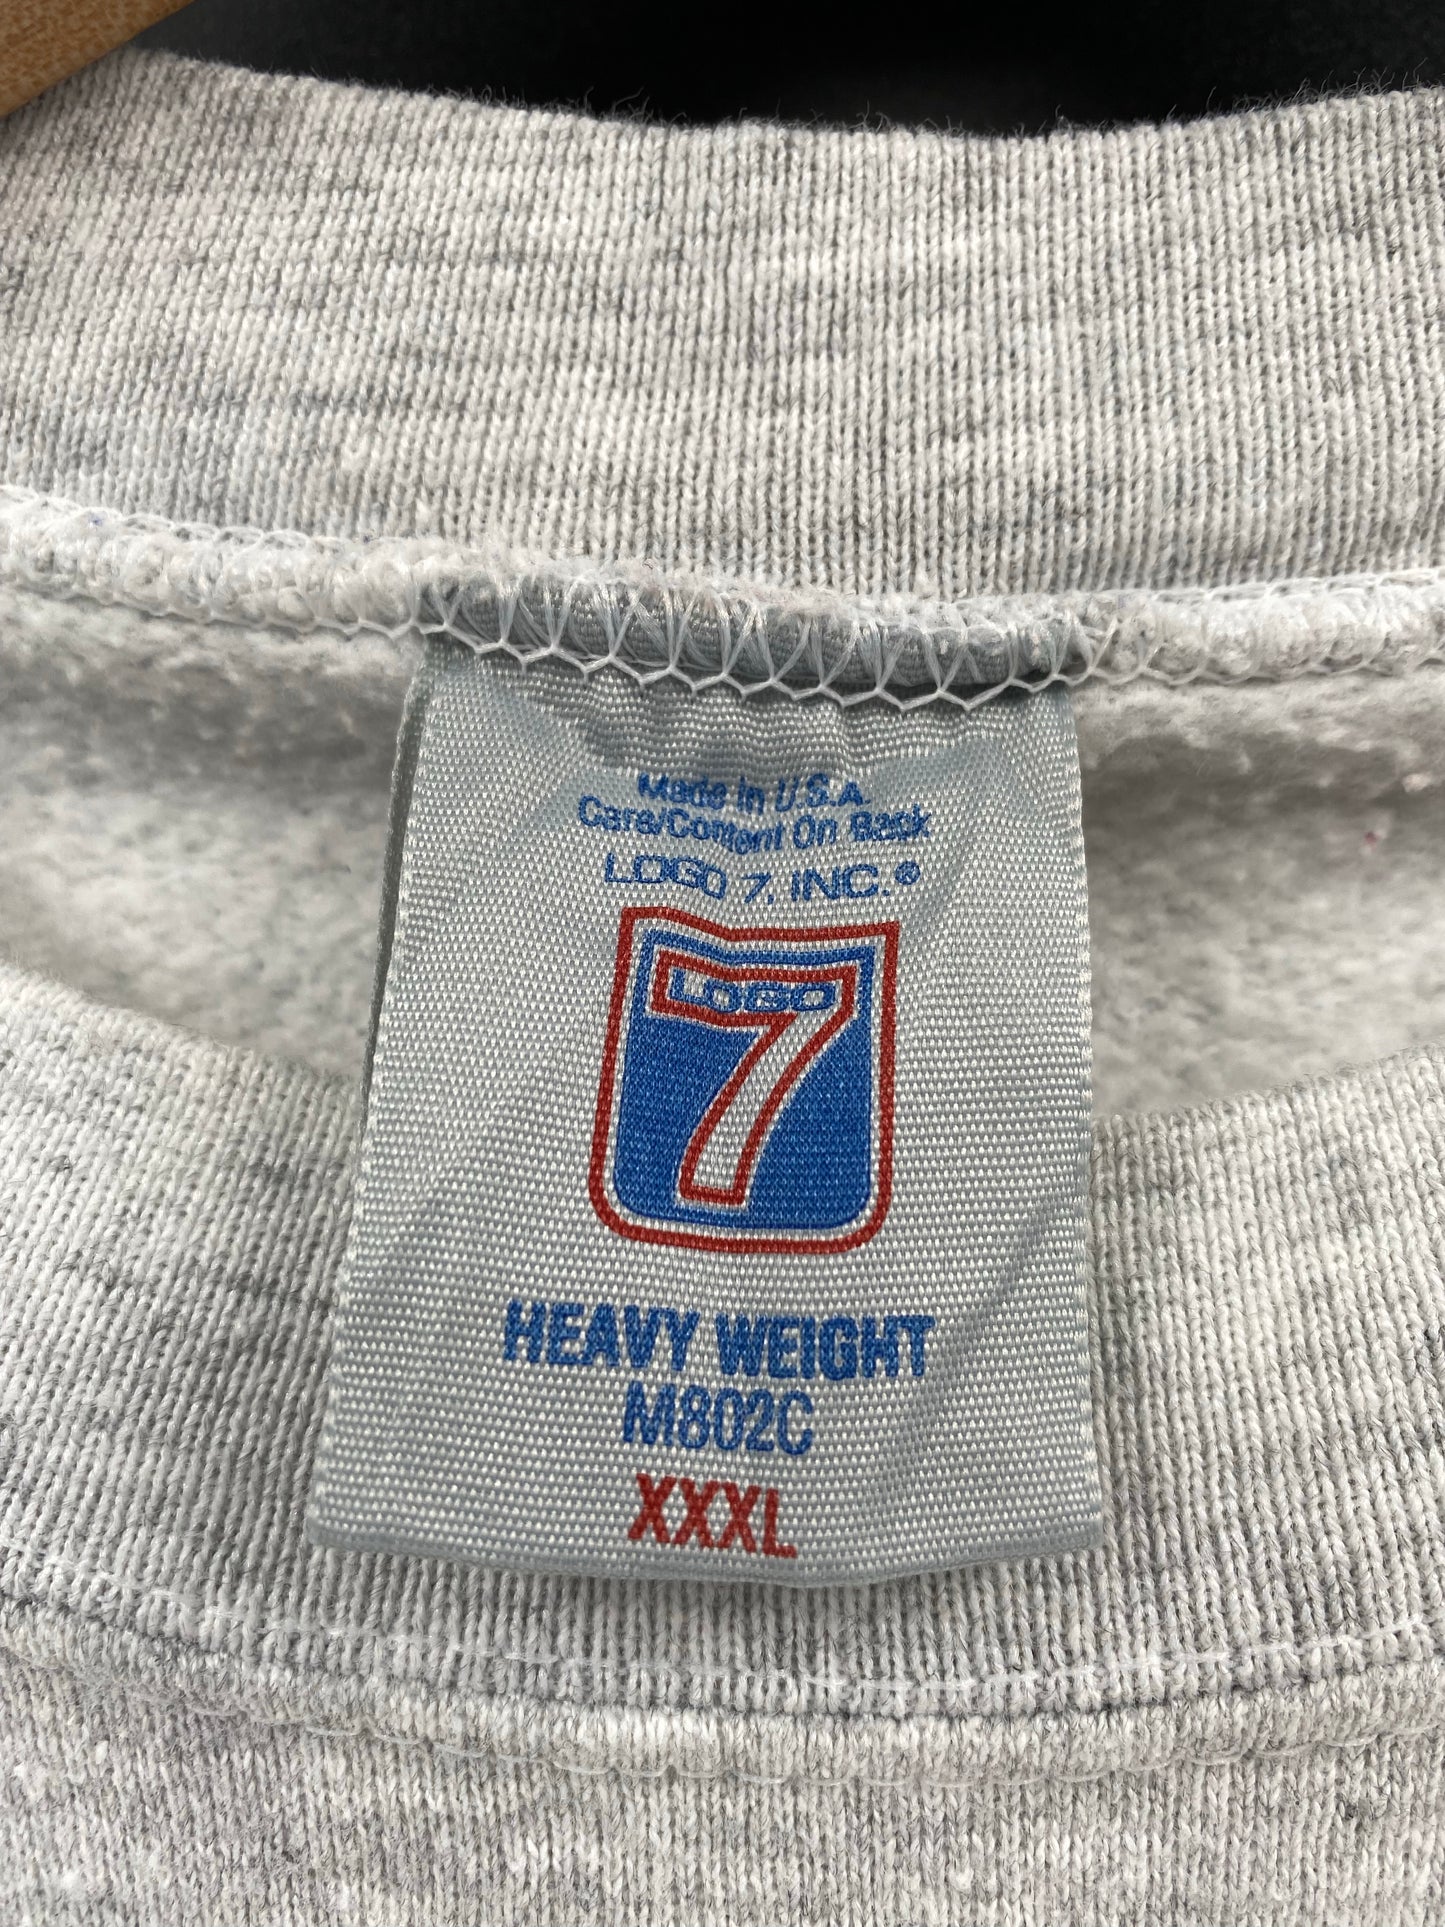 Made In U.S.A.
Care/Content On Back
LOGO 7, INC.®
LOGO
7
HEAVY WEIGHT
M802C
XXXL